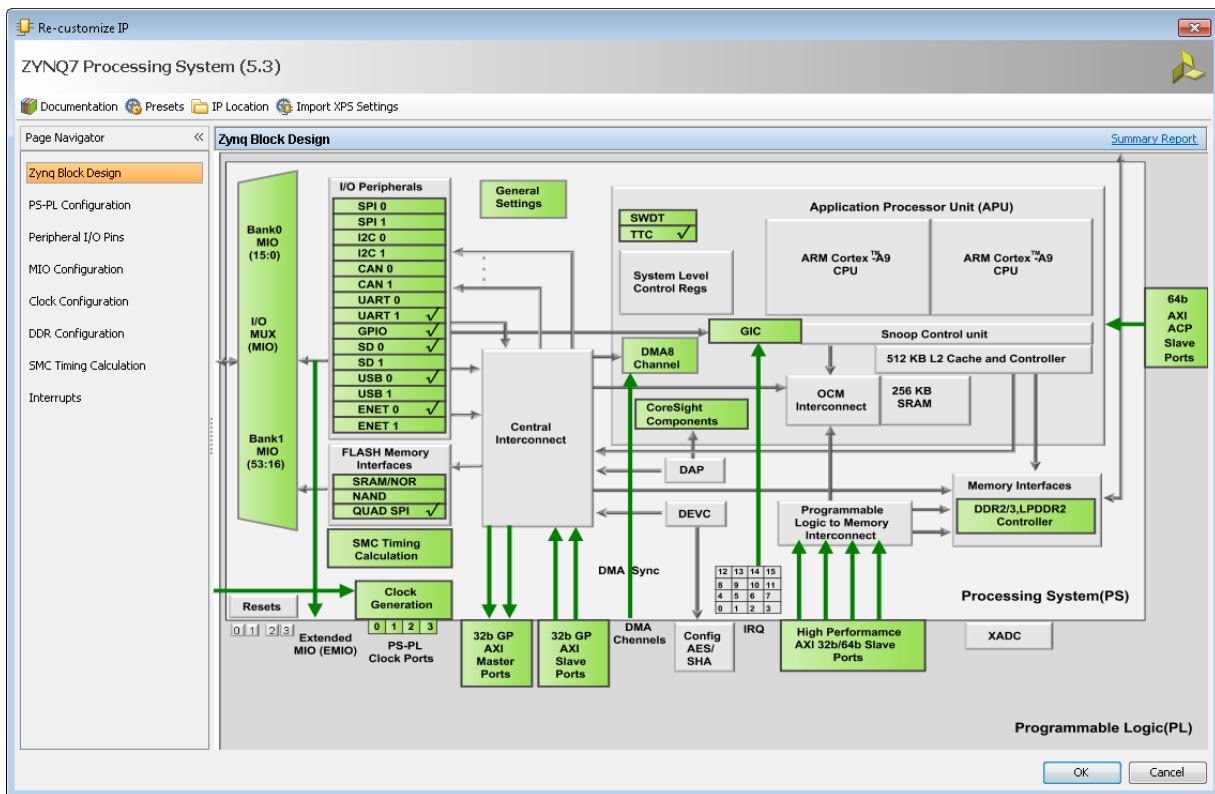 Re-customize IP
ZYNQ7 Processing System (5.3)
Documentation Presets IP Location Import XPS Settings
Page Navigator «
Zynq Block Design
PS-PL Configuration
Peripheral I/O Pins
MIO Configuration
Clock Configuration
DDR Configuration
SMC Timing Calculation
Interrupts
Zynq Block Design
Summary Report
Bank0
MIO
(15:0)
I/O
MUX
(MIO)
Bank1
MIO
(53:16)
I/O Peripherals
SPI 0
SPI 1
I2C 0
I2C 1
CAN 0
CAN 1
UART 0
UART 1 ✓
GPIO ✓
SD 0 ✓
SD 1
USB 0 ✓
USB 1
ENET 0 ✓
ENET 1
FLASH Memory
Interfaces
SRAM/NOR
NAND
QUAD SPI ✓
SMC Timing
Calculation
General
Settings
Application Processor Unit (APU)
SWDT
TTC ✓
System Level
Control Regs
ARM Cortex™-A9
CPU
ARM Cortex™-A9
CPU
GIC
Snoop Control unit
DMA8
Channel
512 KB L2 Cache and Controller
OCM
Interconnect
256 KB
SRAM
CoreSight
Components
Central
Interconnect
DAP
DEVC
Programmable
Logic to Memory
Interconnect
Memory Interfaces
DDR2/3,LPDDR2
Controller
64b
AXI
ACP
Slave
Ports
DMA Sync
12 13 14 15
8 9 10 11
4 5 6 7
0 1 2 3
Processing System(PS)
Resets
0 1 2 3
Extended
MIO (EMIO)
Clock
Generation
0 1 2 3
PS-PL
Clock Ports
32b GP
AXI
Master
Ports
32b GP
AXI
Slave
Ports
DMA
Channels
Config
AES/
SHA
IRQ
High Performamce
AXI 32b/64b Slave
Ports
XADC
Programmable Logic(PL)
OK
Cancel